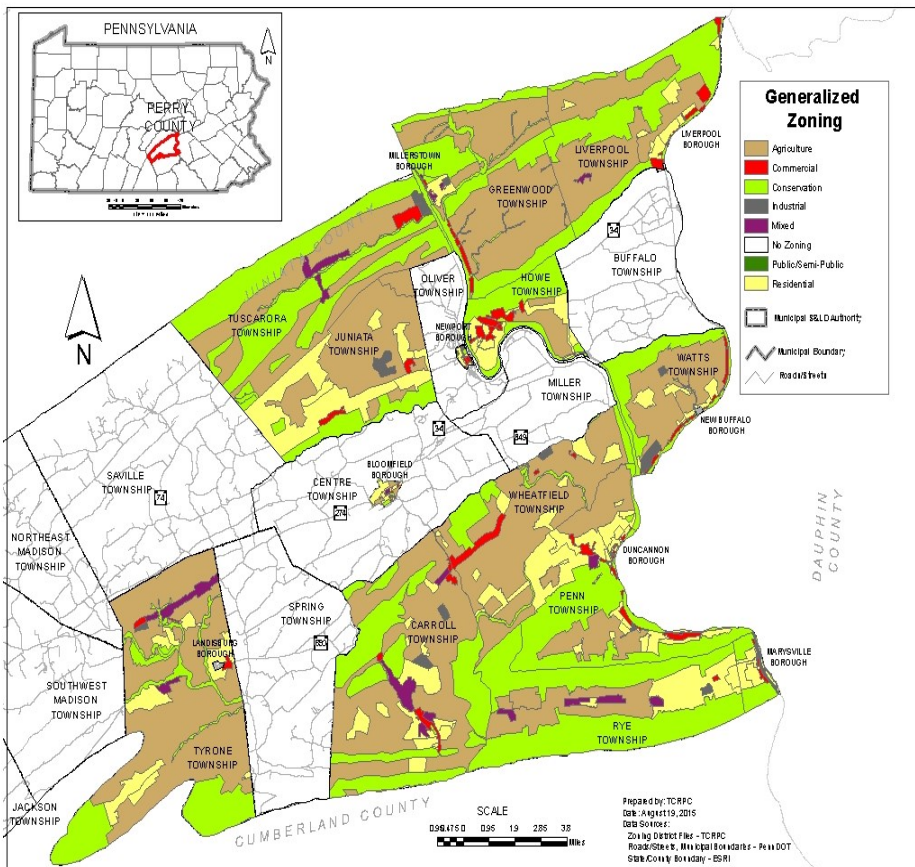 PENNSYLVANIA
N
PERRY
COUNTY
Generalized
Zoning
Agriculture
Commercial
Conservation
Industrial
Mixed
No Zoning
Public/Semi-Public
Residential
Municipal S&LD Authority
Municipal Boundary
Roads/Streets
LIVERPOOL
BOROUGH
LIVERPOOL
TOWNSHIP
MILLERSTOWN
BOROUGH
GREENWOOD
TOWNSHIP
34
BUFFALO
TOWNSHIP
COUNTY
OLIVER
TOWNSHIP
HOWE
TOWNSHIP
N
TUSCARORA
TOWNSHIP
JUNIATA
TOWNSHIP
NEWPORT
BOROUGH
WATTS
TOWNSHIP
MILLER
TOWNSHIP
NEW BUFFALO
BOROUGH
34
849
BLOOMFIELD
BOROUGH
SAVILLE
TOWNSHIP
74
CENTRE
TOWNSHIP
274
WHEATFIELD
TOWNSHIP
NORTHEAST
MADISON
TOWNSHIP
DUNCANNON
BOROUGH
DAUPHIN
COUNTY
PENN
TOWNSHIP
SPRING
TOWNSHIP
CARROLL
TOWNSHIP
LANDISBURG
BOROUGH
MARYSVILLE
BOROUGH
SOUTHWEST
MADISON
TOWNSHIP
RYE
TOWNSHIP
TYRONE
TOWNSHIP
JACKSON
TOWNSHIP
CUMBERLAND COUNTY
SCALE
0.95 1.9 2.85 3.8
Miles
Prepared by: TCRPC
Date: August 19, 2015
Data Sources:
Zoning District Files - TCRPC
Roads/Streets, Municipal Boundaries - PennDOT
State/County Boundary - ESRI